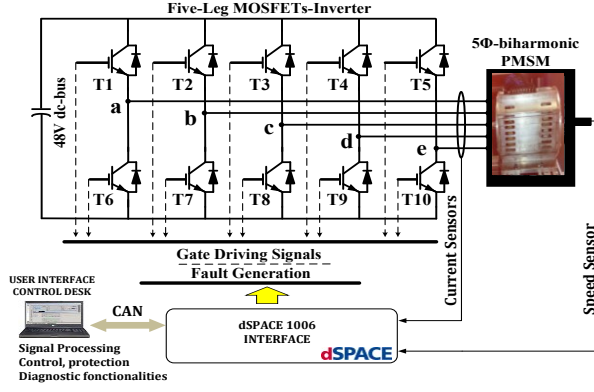 Five-Leg MOSFETs-Inverter
5Φ-biharmonic
PMSM
48V dc-bus
T1
T2
T3
T4
T5
a
b
c
d
e
T6
T7
T8
T9
T10
Gate Driving Signals
Fault Generation
Current Sensors
Speed Sensor
USER INTERFACE
CONTROL DESK
CAN
dSPACE 1006
INTERFACE
dSPACE
Signal Processing
Control, protection
Diagnostic fonctionalities